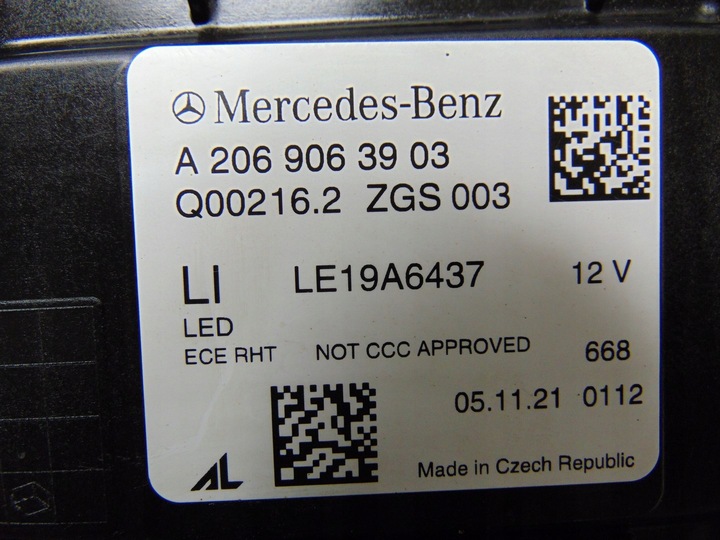 Mercedes-Benz
A 206 906 39 03
Q00216.2 ZGS 003
LI LE19A6437 12 V
LED
ECE RHT NOT CCC APPROVED 668
05.11.21 0112
AL Made in Czech Republic